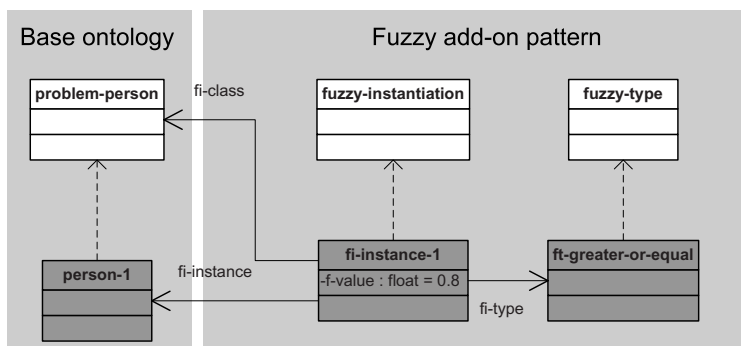 Base ontology
Fuzzy add-on pattern
problem-person
fi-class
fuzzy-instantiation
fuzzy-type
person-1
fi-instance
fi-instance-1
-f-value : float = 0.8
ft-greater-or-equal
fi-type